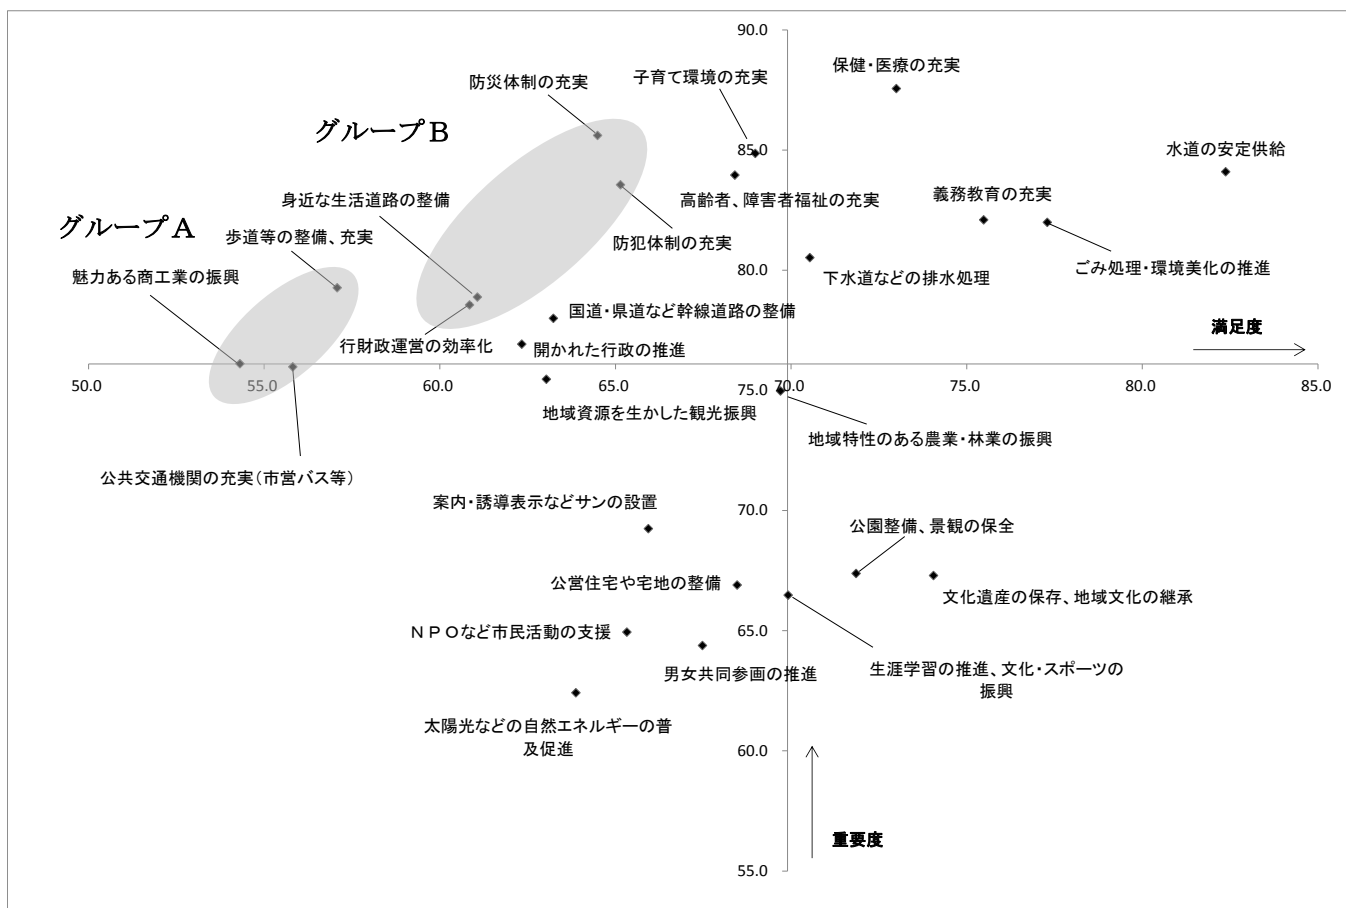 90.0
保健・医療の充実
子育て環境の充実
防災体制の充実
グループB
85.0
水道の安定供給
身近な生活道路の整備
高齢者、障害者福祉の充実
義務教育の充実
グループA
歩道等の整備、充実
防犯体制の充実
魅力ある商工業の振興
80.0
下水道などの排水処理
ごみ処理・環境美化の推進
国道・県道など幹線道路の整備
満足度
行財政運営の効率化
開かれた行政の推進
50.0
55.0
60.0
65.0
70.0
75.0
80.0
85.0
75.0
地域資源を生かした観光振興
地域特性のある農業・林業の振興
公共交通機関の充実(市営バス等)
案内・誘導表示などサンの設置
70.0
公園整備、景観の保全
公営住宅や宅地の整備
文化遺産の保存、地域文化の継承
NPOなど市民活動の支援
65.0
男女共同参画の推進
生涯学習の推進、文化・スポーツの
振興
太陽光などの自然エネルギーの普
及促進
60.0
重要度
55.0